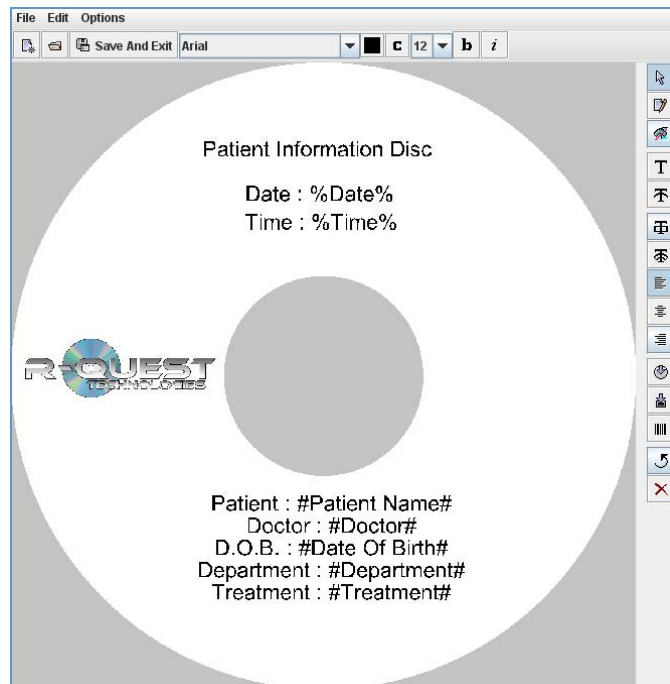 File Edit Options
Save And Exit Arial C 12 b i
T
Patient Information Disc
Date : %Date%
Time : %Time%
R-QUEST
TECHNOLOGIES
Patient : #Patient Name#
Doctor : #Doctor#
D.O.B. : #Date Of Birth#
Department : #Department#
Treatment : #Treatment#